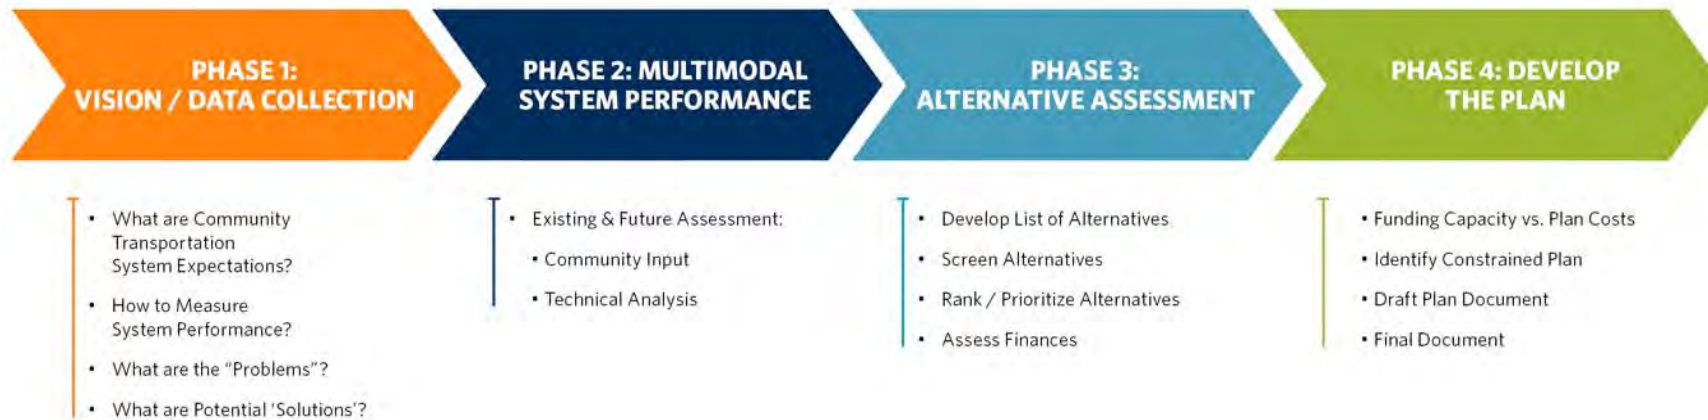 PHASE 1:
VISION / DATA COLLECTION
• What are Community
Transportation
System Expectations?
• How to Measure
System Performance?
• What are the “Problems”?
• What are Potential ‘Solutions’?
PHASE 2: MULTIMODAL
SYSTEM PERFORMANCE
• Existing & Future Assessment:
• Community Input
• Technical Analysis
PHASE 3:
ALTERNATIVE ASSESSMENT
• Develop List of Alternatives
• Screen Alternatives
• Rank / Prioritize Alternatives
• Assess Finances
PHASE 4: DEVELOP
THE PLAN
• Funding Capacity vs. Plan Costs
• Identify Constrained Plan
• Draft Plan Document
• Final Document